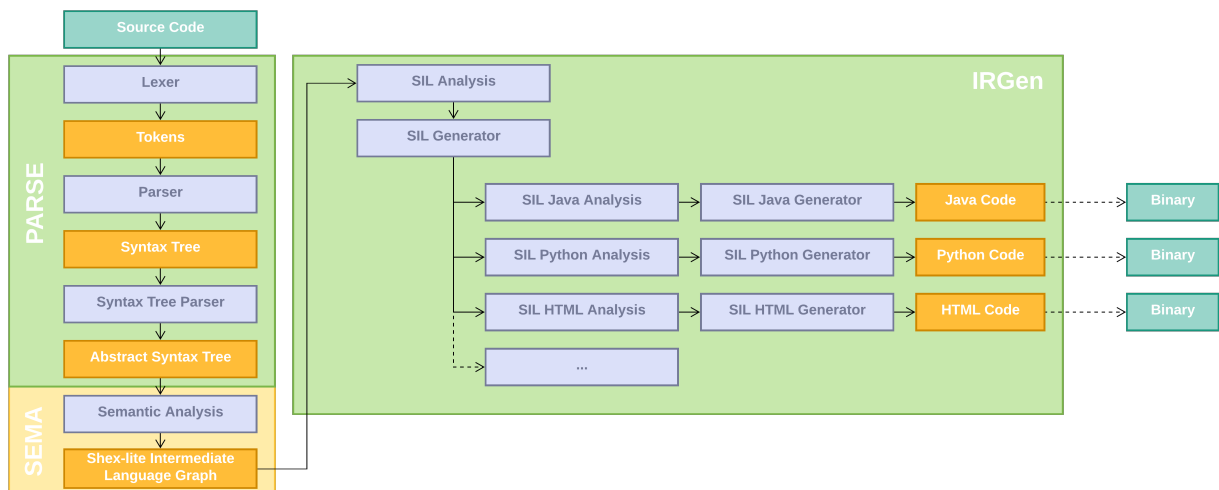 Source Code
PARSE
Lexer
Tokens
Parser
Syntax Tree
Syntax Tree Parser
Abstract Syntax Tree
SEMA
Semantic Analysis
Shex-lite Intermediate
Language Graph
IRGen
SIL Analysis
SIL Generator
SIL Java Analysis
SIL Java Generator
Java Code
Binary
SIL Python Analysis
SIL Python Generator
Python Code
Binary
SIL HTML Analysis
SIL HTML Generator
HTML Code
Binary
...